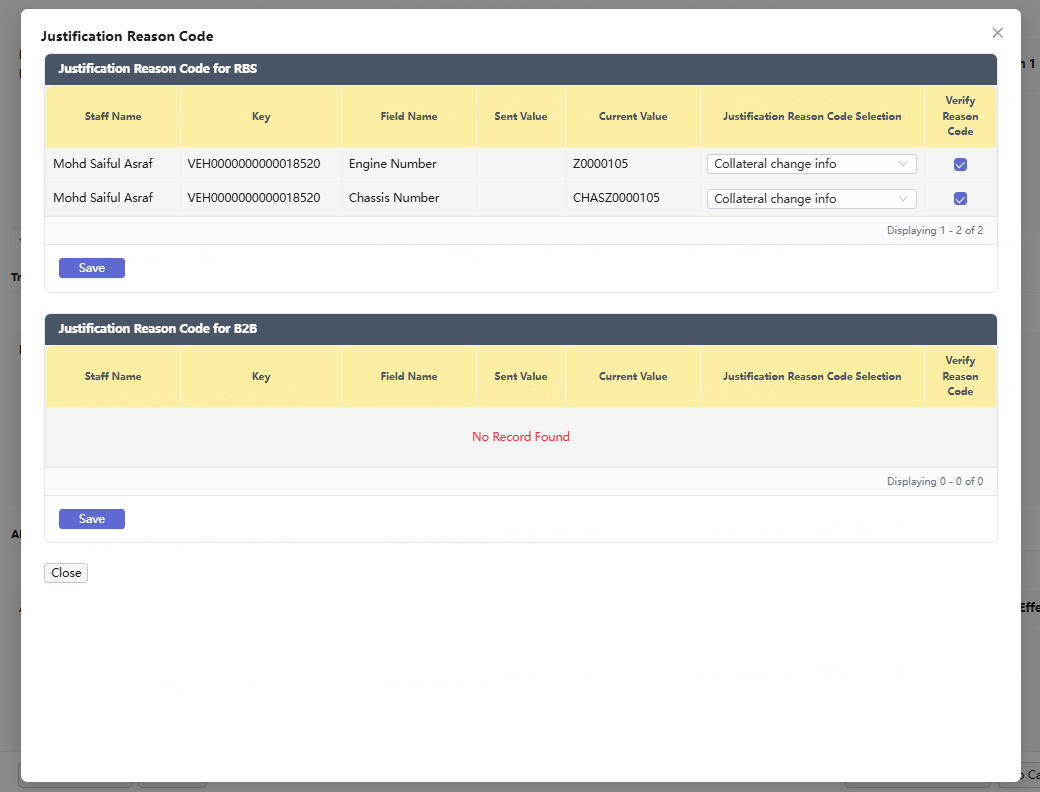 Justification Reason Code
Justification Reason Code for RBS
Staff Name Key Field Name Sent Value Current Value Justification Reason Code Selection Verify Reason Code
Mohd Saiful Asraf VEH0000000000018520 Engine Number Z0000105 Collateral change info
Mohd Saiful Asraf VEH0000000000018520 Chassis Number CHASZ0000105 Collateral change info
Displaying 1 - 2 of 2
Save
Justification Reason Code for B2B
Staff Name Key Field Name Sent Value Current Value Justification Reason Code Selection Verify Reason Code
No Record Found
Displaying 0 - 0 of 0
Save
Close